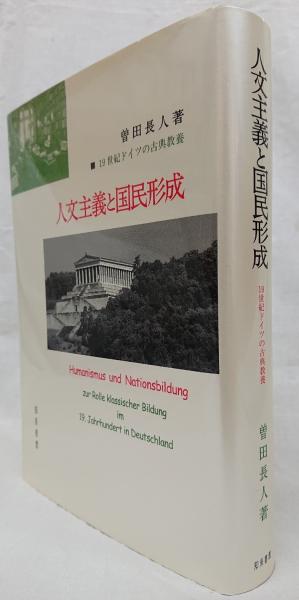 曽田長人著
■ 19世紀ドイツの古典教養
人文主義と国民形成
Humanismus und Nationsbildung
zur Rolle klassischer Bildung
im
19. Jahrhundert in Deutschland
知泉書館
人文主義と国民形成
19世紀ドイツの古典教養
曽田長人著
知泉書館